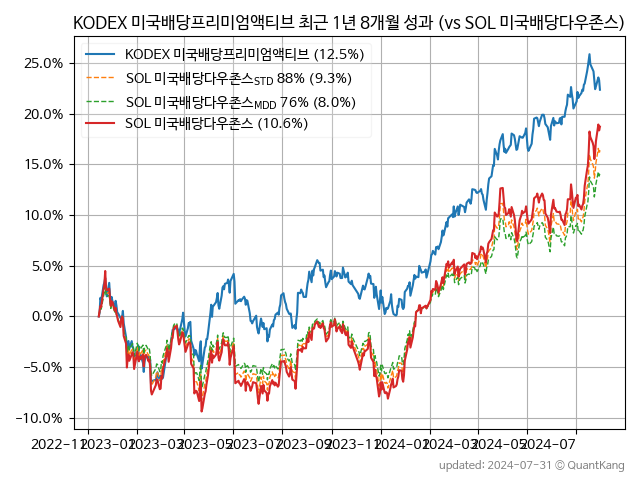 KODEX 미국배당프리미엄액티브 최근 1년 8개월 성과 (vs SOL 미국배당다우존스)
KODEX 미국배당프리미엄액티브 (12.5%)
SOL 미국배당다우존스STD 88% (9.3%)
SOL 미국배당다우존스MDD 76% (8.0%)
SOL 미국배당다우존스 (10.6%)
25.0%
20.0%
15.0%
10.0%
5.0%
0.0%
−5.0%
−10.0%
2022-11 2023-01 2023-03 2023-05 2023-07 2023-09 2023-11 2024-01 2024-03 2024-05 2024-07
updated: 2024-07-31 © QuantKang